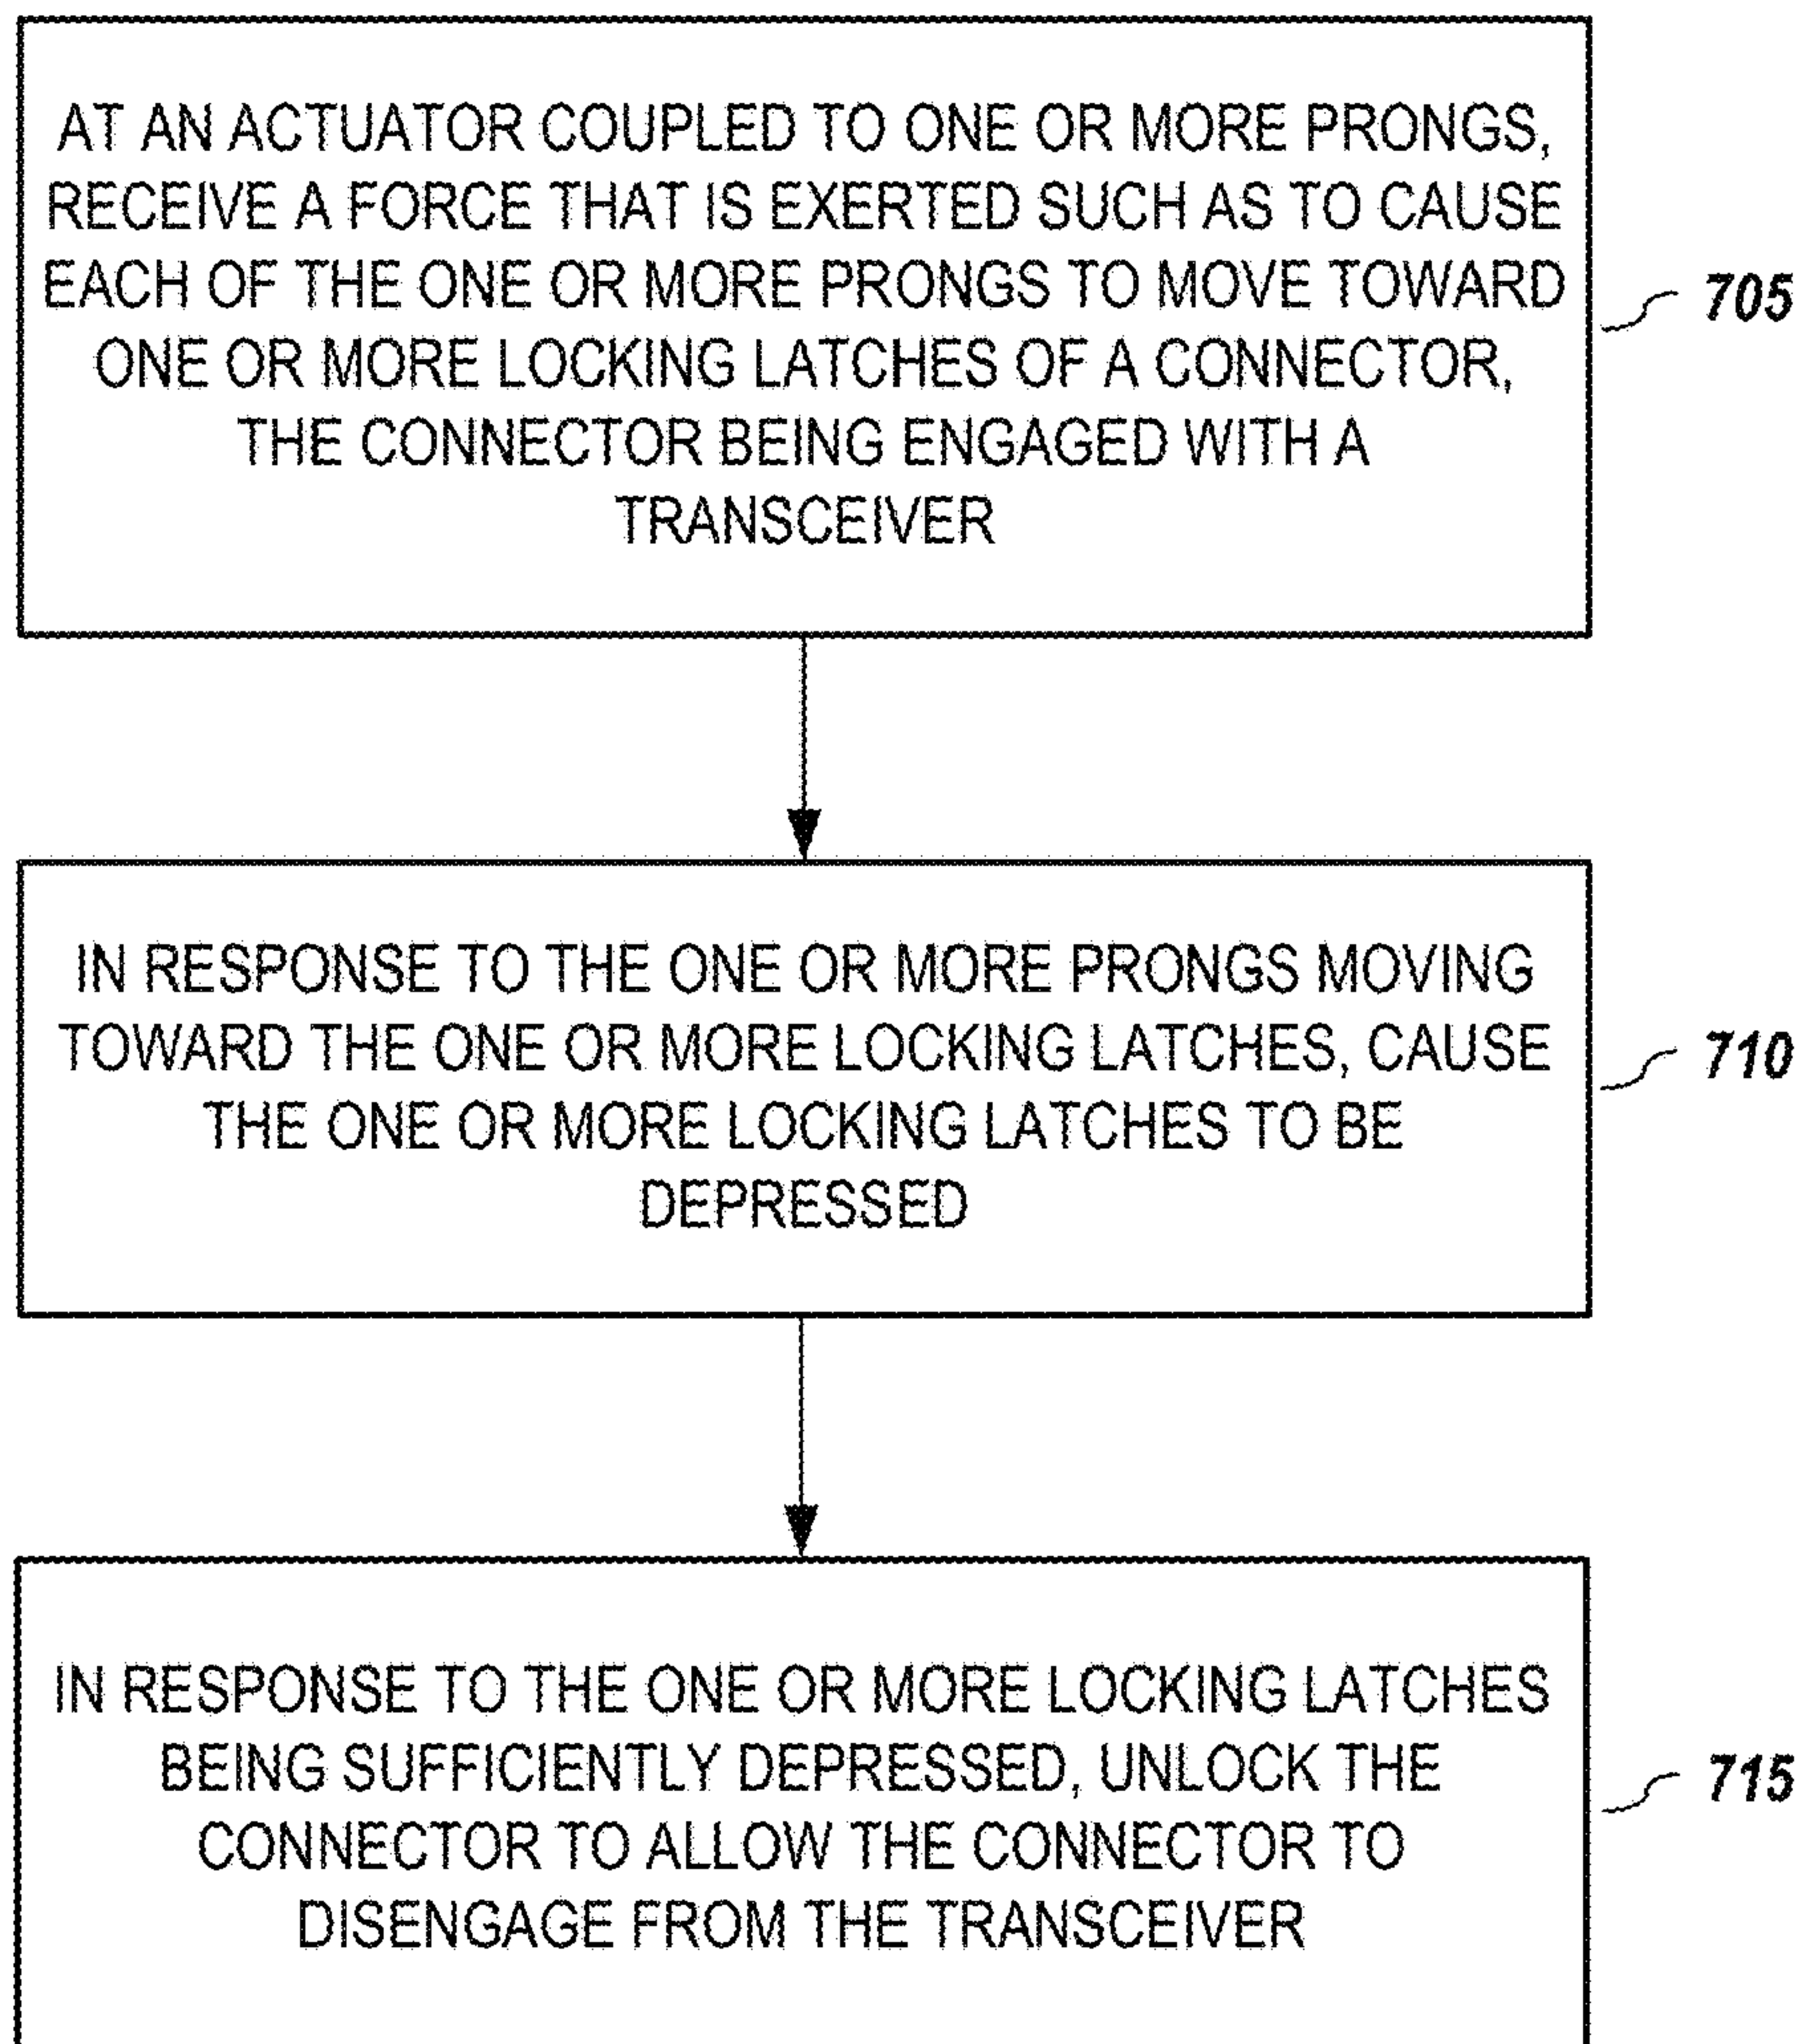 AT AN ACTUATOR COUPLED TO ONE OR MORE PRONGS,
RECEIVE A FORCE THAT IS EXERTED SUCH AS TO CAUSE
EACH OF THE ONE OR MORE PRONGS TO MOVE TOWARD
ONE OR MORE LOCKING LATCHES OF A CONNECTOR,
THE CONNECTOR BEING ENGAGED WITH A
TRANSCEIVER
705
IN RESPONSE TO THE ONE OR MORE PRONGS MOVING
TOWARD THE ONE OR MORE LOCKING LATCHES, CAUSE
THE ONE OR MORE LOCKING LATCHES TO BE
DEPRESSED
710
IN RESPONSE TO THE ONE OR MORE LOCKING LATCHES
BEING SUFFICIENTLY DEPRESSED, UNLOCK THE
CONNECTOR TO ALLOW THE CONNECTOR TO
DISENGAGE FROM THE TRANSCEIVER
715